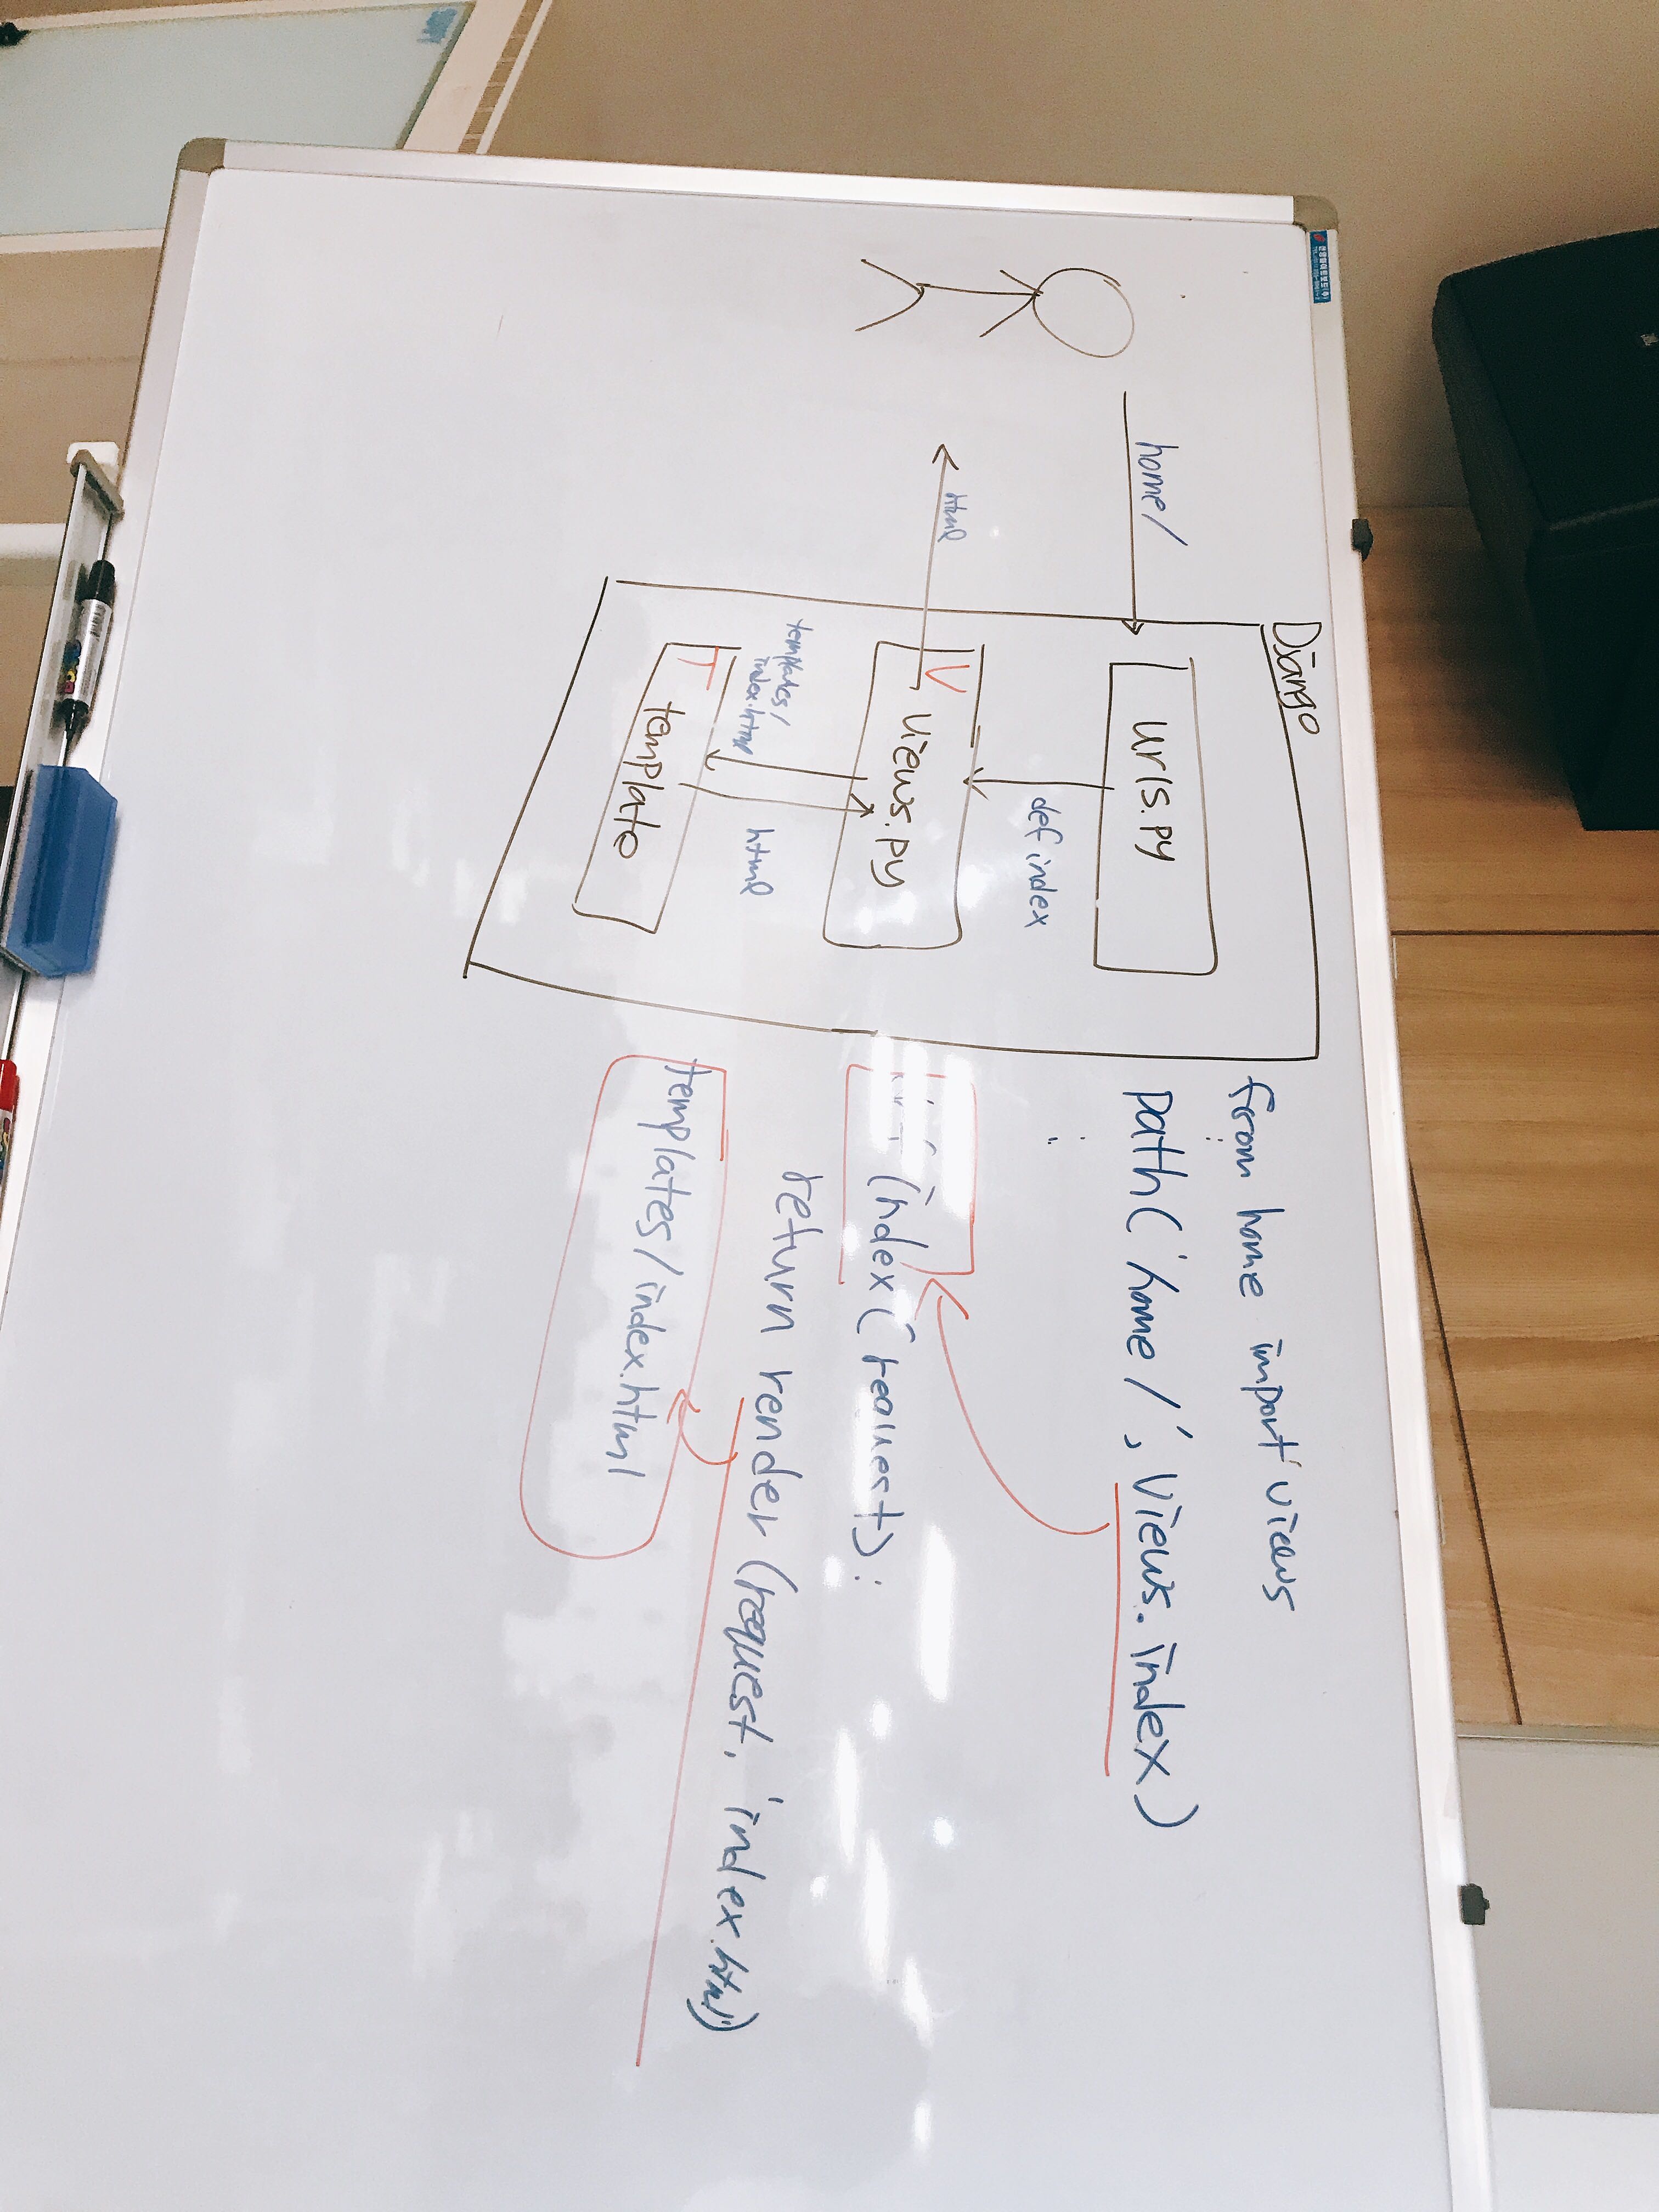 Django
home/
urls.py
def index
html
V
views.py
templates/
index.html
html
T
template
from home import views
:
path('home/', views.index)
:
index(request):
return render(request, 'index.html')
templates/index.html